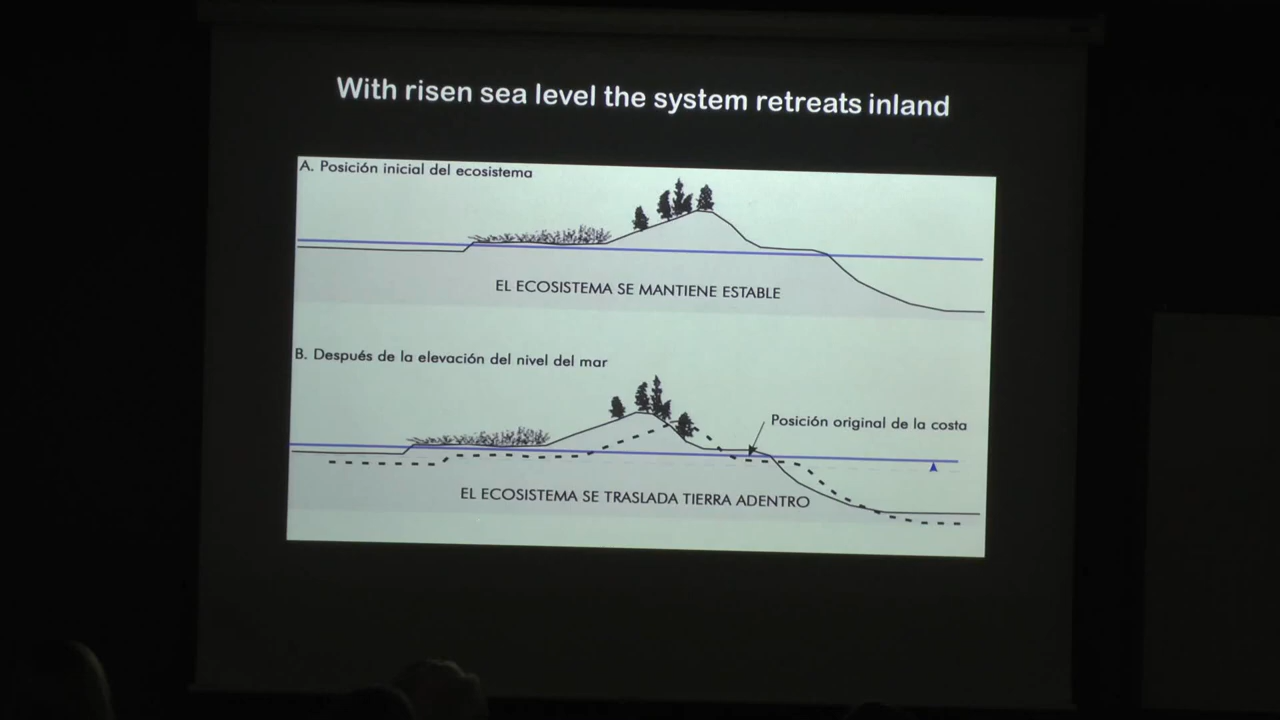 With risen sea level the system retreats inland
A. Posición inicial del ecosistema
EL ECOSISTEMA SE MANTIENE ESTABLE
B. Después de la elevación del nivel del mar
Posición original de la costa
EL ECOSISTEMA SE TRASLADA TIERRA ADENTRO